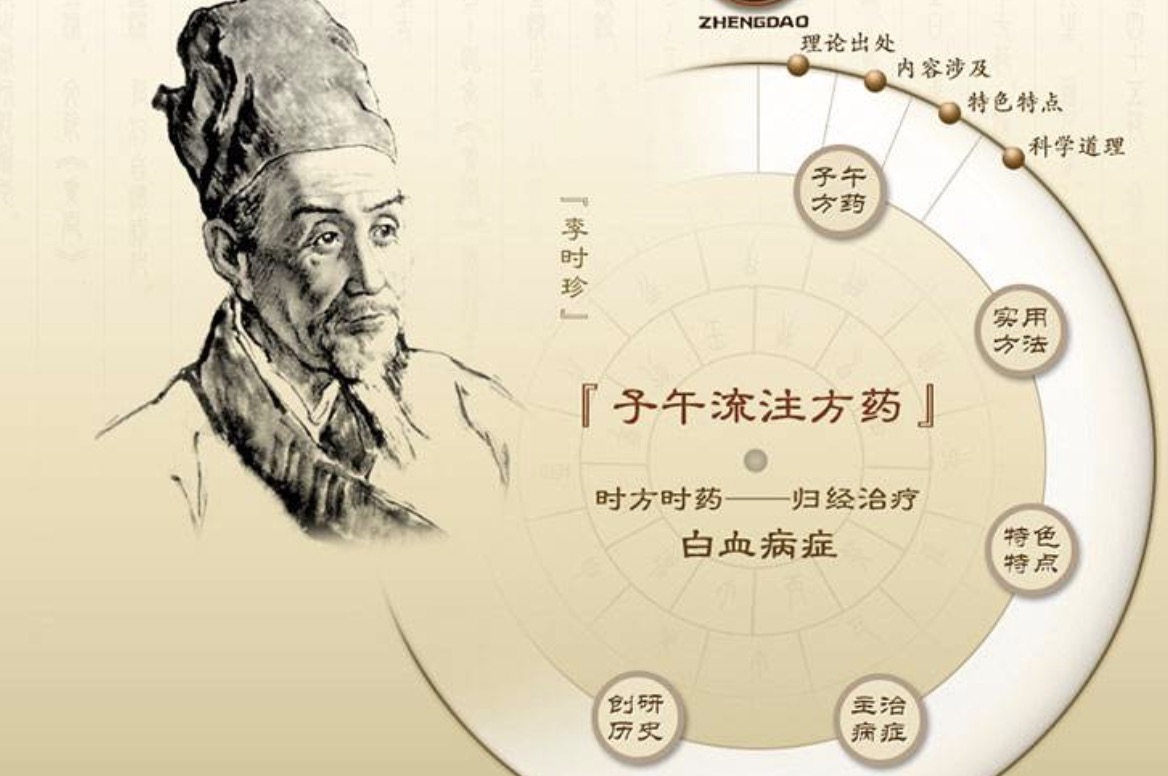 ZHENGDAO
理论出处
内容涉及
特色特点
科学道理
子午
方药
『李时珍』
实用
方法
『子午流注方药』
时方时药——归经治疗
白血病症
特色
特点
创研
历史
主治
病症